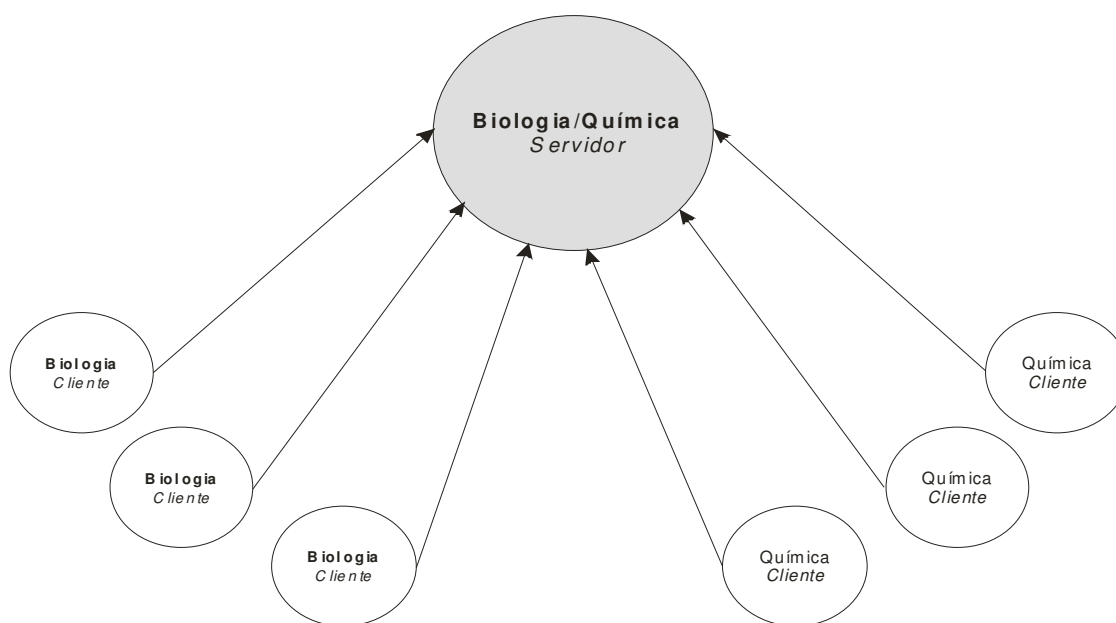 Biologia/Química
Servidor
Biologia
Cliente
Química
Cliente
Biologia
Cliente
Química
Cliente
Biologia
Cliente
Química
Cliente